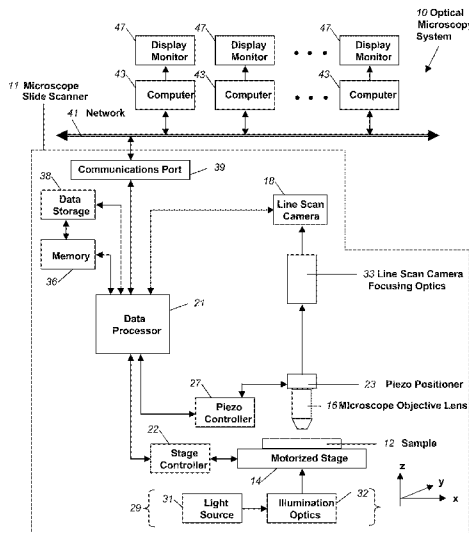 47 47 47 10 Optical Microscopy System
Display Monitor
Display Monitor
Display Monitor
43 43 43
Computer
Computer
Computer
11 Microscope Slide Scanner
41 Network
Communications Port
39
38
Data Storage
18
Line Scan Camera
Memory
36
33 Line Scan Camera Focusing Optics
21
Data Processor
27
Piezo Controller
23 Piezo Positioner
16 Microscope Objective Lens
22
Stage Controller
12 Sample
Motorized Stage
14
z
y
x
29
31
Light Source
Illumination Optics
32